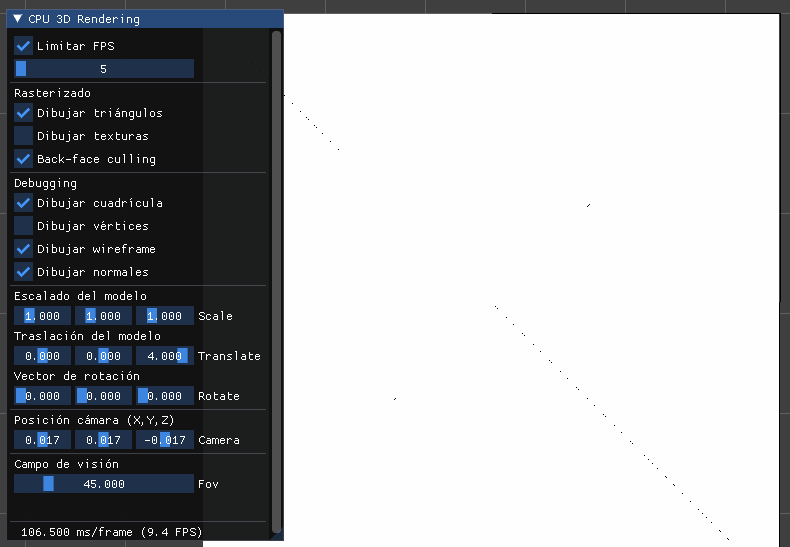 CPU 3D Rendering
Limitar FPS
5
Rasterizado
Dibujar triángulos
Dibujar texturas
Back-face culling
Debugging
Dibujar cuadrícula
Dibujar vértices
Dibujar wireframe
Dibujar normales
Escalado del modelo
1.000 1.000 1.000 Scale
Traslación del modelo
0.000 0.000 4.000 Translate
Vector de rotación
0.000 0.000 0.000 Rotate
Posición cámara (X,Y,Z)
0.017 0.017 -0.017 Camera
Campo de visión
45.000 Fov
106.500 ms/frame (9.4 FPS)